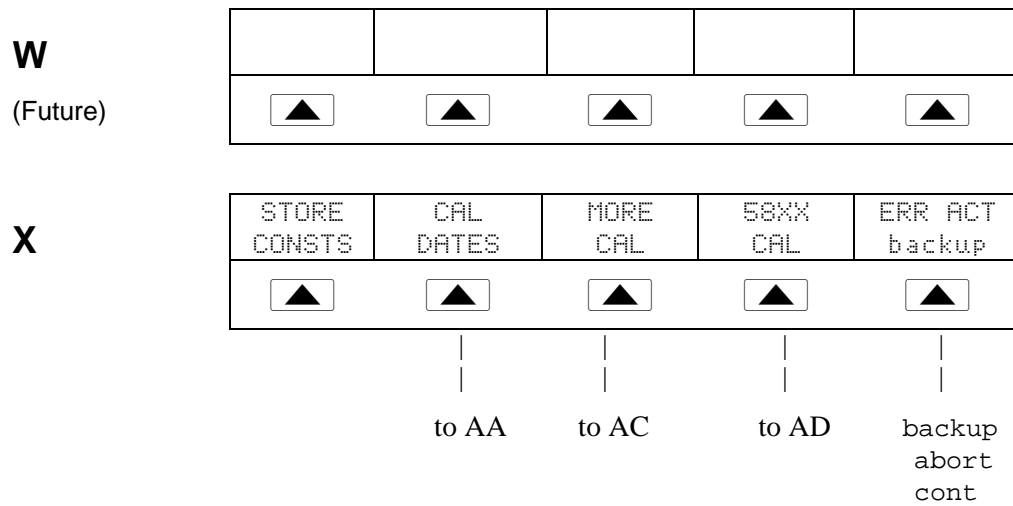 W
(Future)
X
STORE CAL MORE 58XX ERR ACT
CONSTS DATES CAL CAL backup
to AA to AC to AD backup
abort
cont